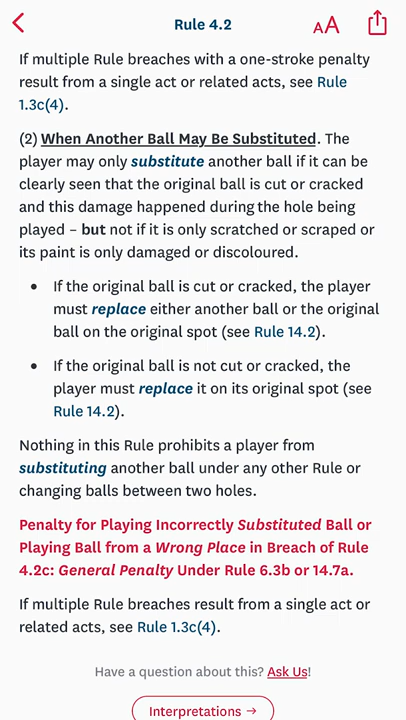 Rule 4.2
AA
If multiple Rule breaches with a one-stroke penalty
result from a single act or related acts, see Rule
1.3c(4).
(2) When Another Ball May Be Substituted. The
player may only substitute another ball if it can be
clearly seen that the original ball is cut or cracked
and this damage happened during the hole being
played – but not if it is only scratched or scraped or
its paint is only damaged or discoloured.
• If the original ball is cut or cracked, the player
must replace either another ball or the original
ball on the original spot (see Rule 14.2).
• If the original ball is not cut or cracked, the
player must replace it on its original spot (see
Rule 14.2).
Nothing in this Rule prohibits a player from
substituting another ball under any other Rule or
changing balls between two holes.
Penalty for Playing Incorrectly Substituted Ball or
Playing Ball from a Wrong Place in Breach of Rule
4.2c: General Penalty Under Rule 6.3b or 14.7a.
If multiple Rule breaches result from a single act or
related acts, see Rule 1.3c(4).
Have a question about this? Ask Us!
Interpretations →